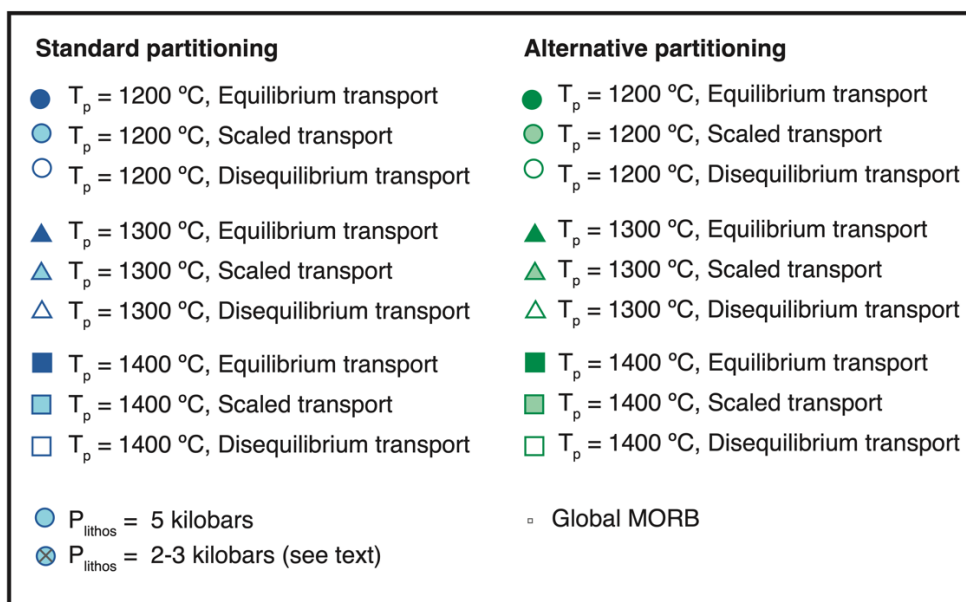 Standard partitioning
Tp = 1200 ºC, Equilibrium transport
Tp = 1200 ºC, Scaled transport
Tp = 1200 ºC, Disequilibrium transport
Tp = 1300 ºC, Equilibrium transport
Tp = 1300 ºC, Scaled transport
Tp = 1300 ºC, Disequilibrium transport
Tp = 1400 ºC, Equilibrium transport
Tp = 1400 ºC, Scaled transport
Tp = 1400 ºC, Disequilibrium transport
Plithos = 5 kilobars
Plithos = 2-3 kilobars (see text)
Alternative partitioning
Tp = 1200 ºC, Equilibrium transport
Tp = 1200 ºC, Scaled transport
Tp = 1200 ºC, Disequilibrium transport
Tp = 1300 ºC, Equilibrium transport
Tp = 1300 ºC, Scaled transport
Tp = 1300 ºC, Disequilibrium transport
Tp = 1400 ºC, Equilibrium transport
Tp = 1400 ºC, Scaled transport
Tp = 1400 ºC, Disequilibrium transport
Global MORB